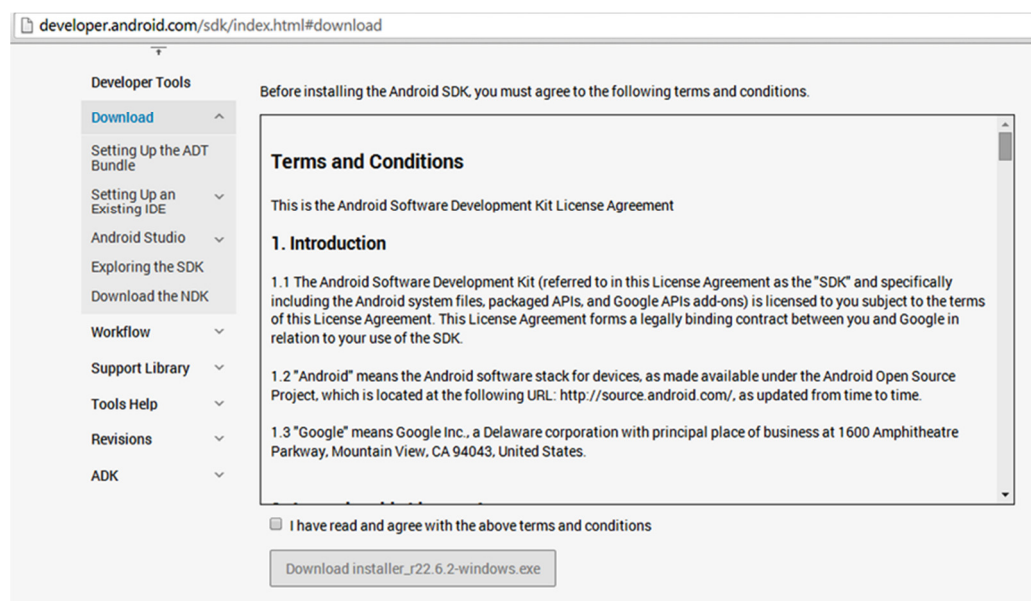 developer.android.com/sdk/index.html#download
Developer Tools
Download
Setting Up the ADT
Bundle
Setting Up an
Existing IDE
Android Studio
Exploring the SDK
Download the NDK
Workflow
Support Library
Tools Help
Revisions
ADK
Before installing the Android SDK, you must agree to the following terms and conditions.
Terms and Conditions
This is the Android Software Development Kit License Agreement
1. Introduction
1.1 The Android Software Development Kit (referred to in this License Agreement as the "SDK" and specifically
including the Android system files, packaged APIs, and Google APIs add-ons) is licensed to you subject to the terms
of this License Agreement. This License Agreement forms a legally binding contract between you and Google in
relation to your use of the SDK.
1.2 "Android" means the Android software stack for devices, as made available under the Android Open Source
Project, which is located at the following URL: http://source.android.com/, as updated from time to time.
1.3 "Google" means Google Inc., a Delaware corporation with principal place of business at 1600 Amphitheatre
Parkway, Mountain View, CA 94043, United States.
I have read and agree with the above terms and conditions
Download installer_r22.6.2-windows.exe